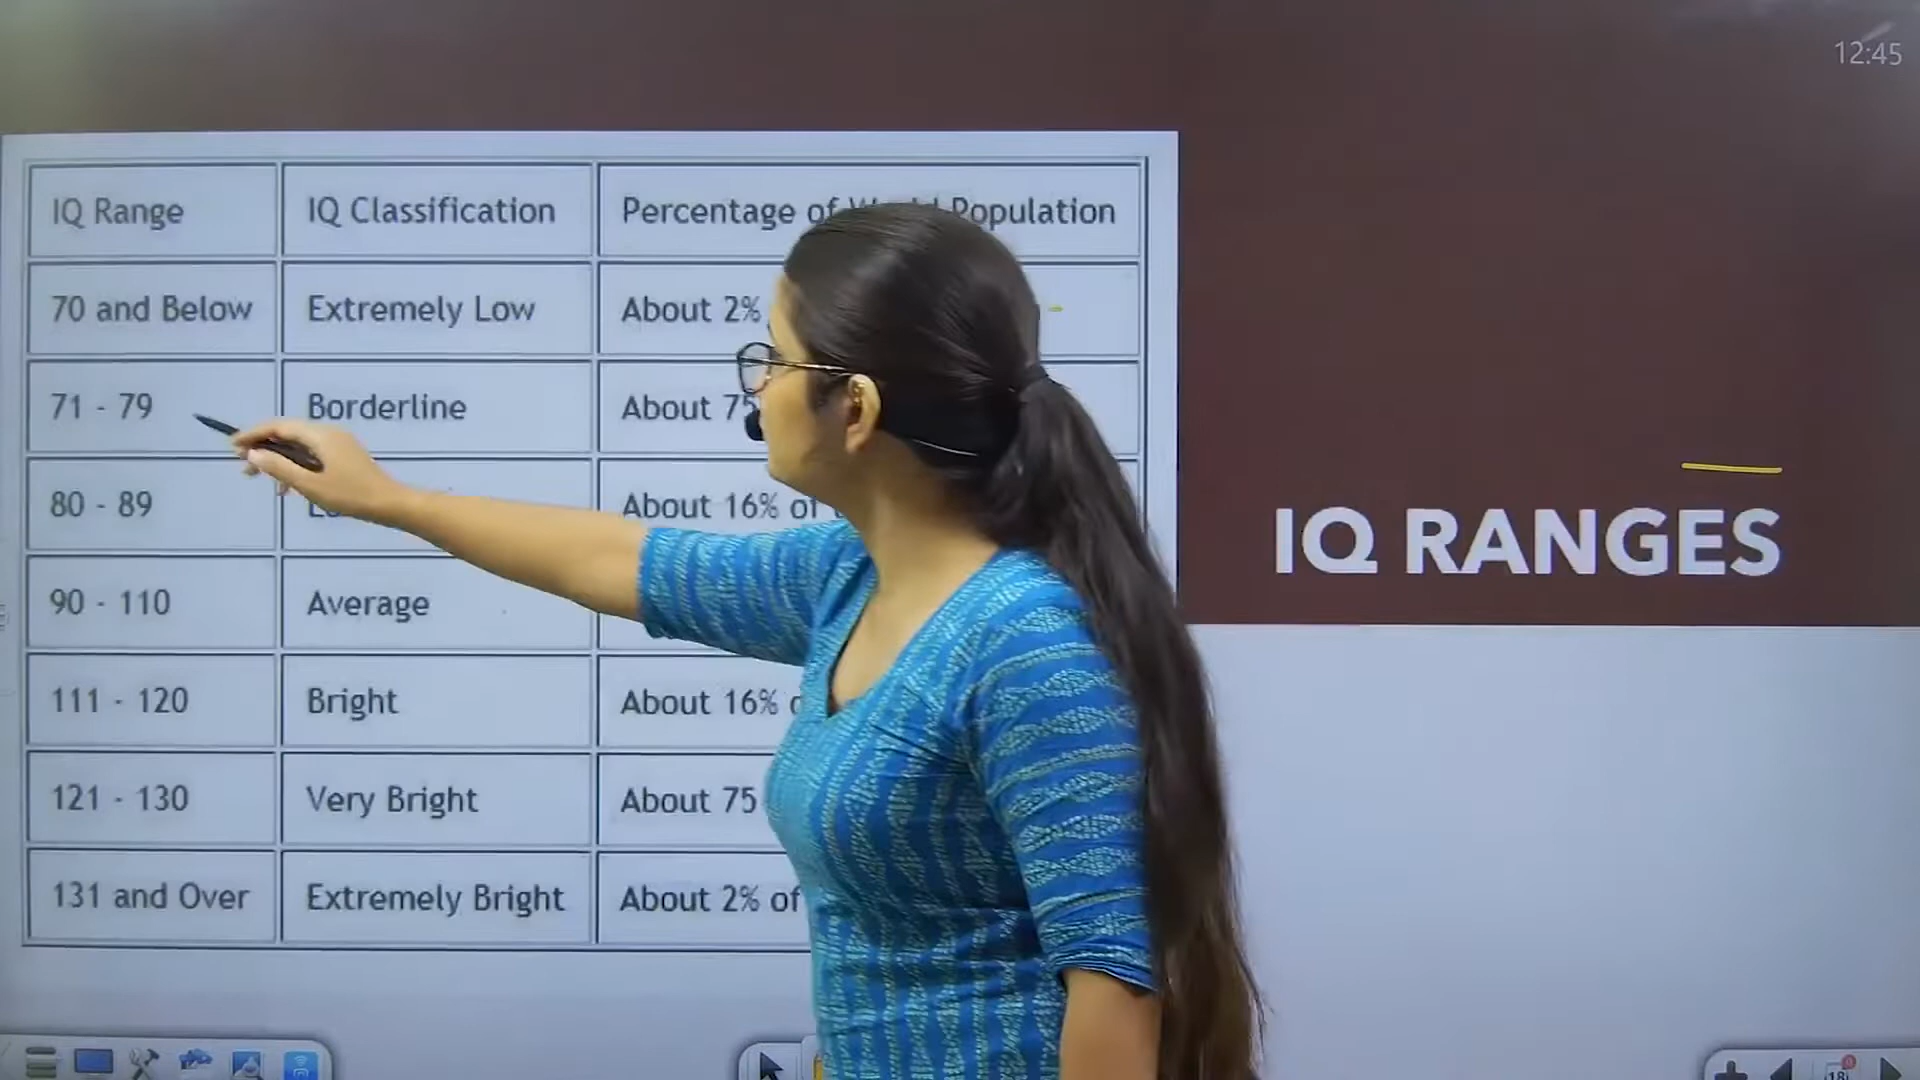 12:45
IQ Range IQ Classification Percentage of Population
70 and Below Extremely Low About 2%
71 - 79 Borderline About 75
80 - 89 About 16% of
90 - 110 Average
111 - 120 Bright About 16%
121 - 130 Very Bright About 75
131 and Over Extremely Bright About 2% of
IQ RANGES
18